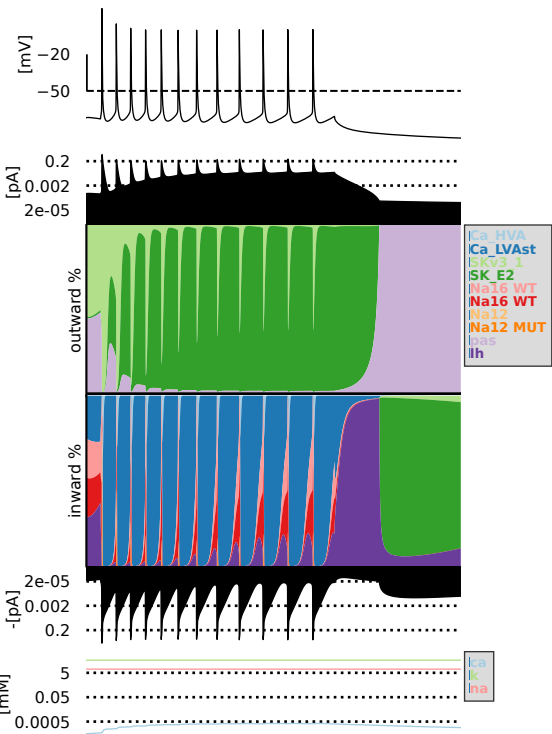 [mV]
−20
−50
[pA]
0.2
0.002
2e-05
outward %
Ca_HVA
Ca_LVAst
SKv3_1
SK_E2
Na16 WT
Na16 WT
Na12
Na12 MUT
pas
Ih
inward %
-[pA]
2e-05
0.002
0.2
[mM]
5
0.05
0.0005
ca
k
na